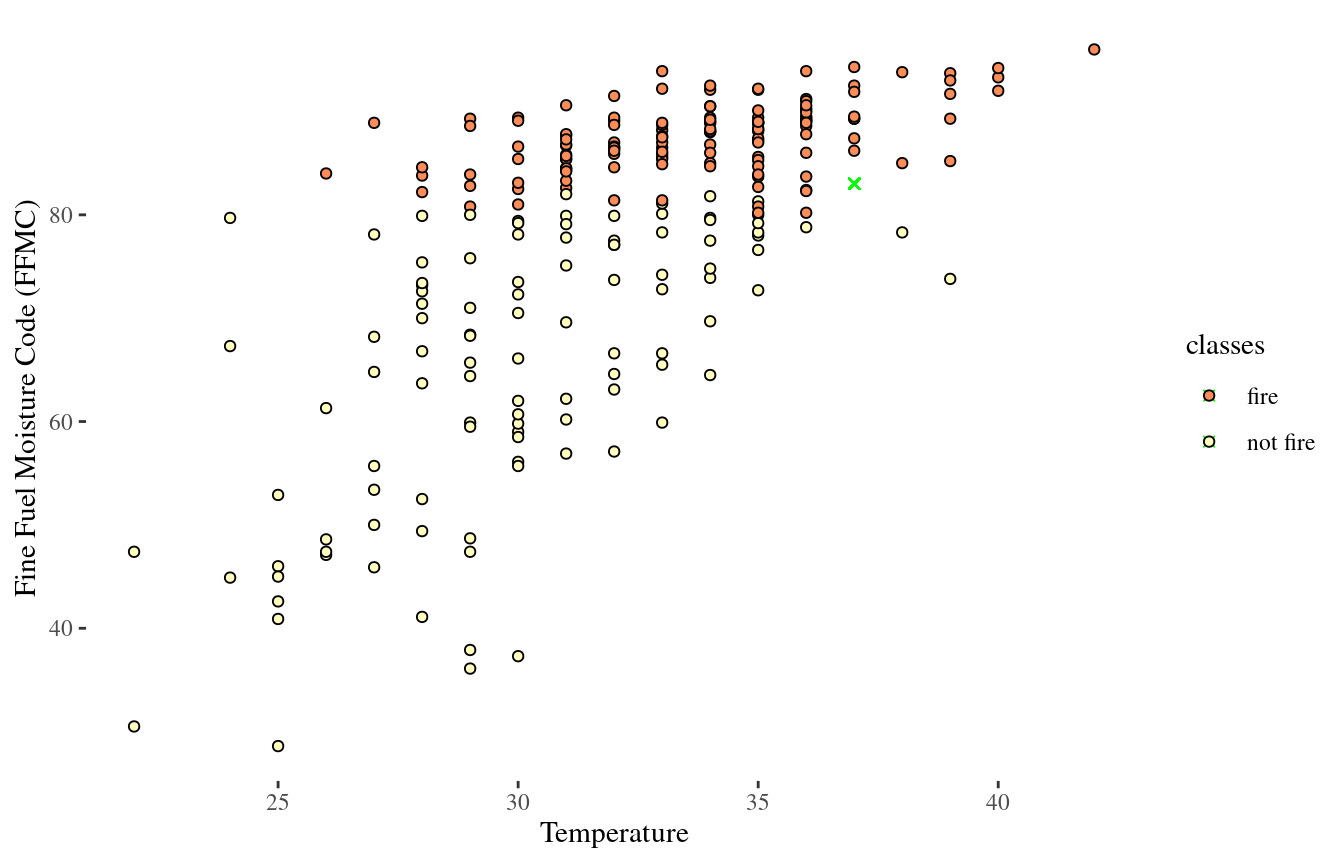 Fine Fuel Moisture Code (FFMC)
80
60
40
25
30
35
40
Temperature
classes
fire
not fire